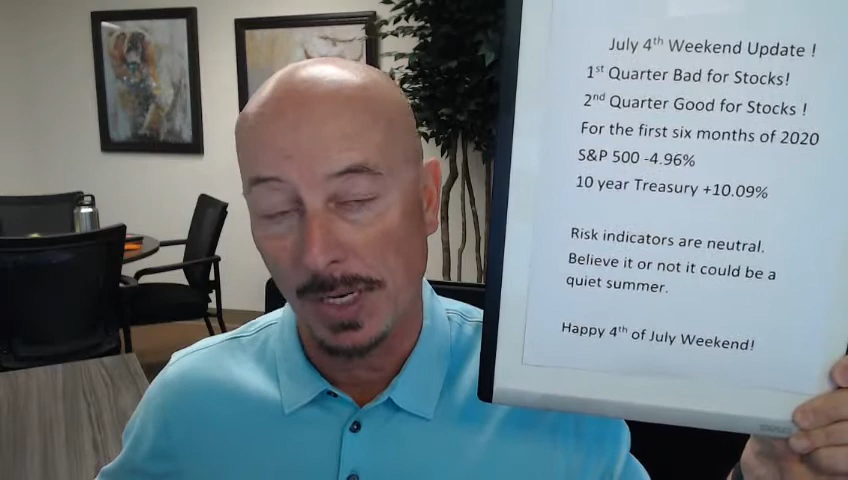 July 4th Weekend Update !
1st Quarter Bad for Stocks!
2nd Quarter Good for Stocks !
For the first six months of 2020
S&P 500 -4.96%
10 year Treasury +10.09%
Risk indicators are neutral.
Believe it or not it could be a
quiet summer.
Happy 4th of July Weekend!